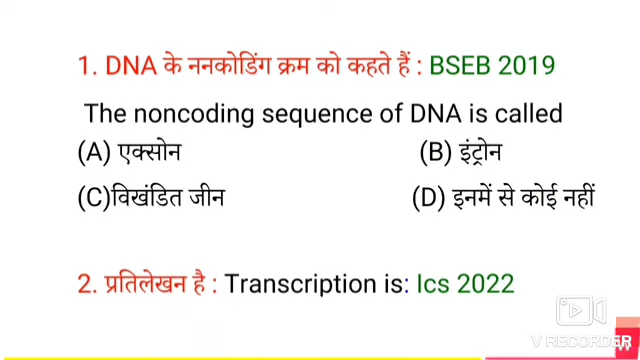 1. DNA के ननकोडिंग क्रम को कहते हैं : BSEB 2019
The noncoding sequence of DNA is called
(A) एक्सोन (B) इंट्रोन
(C)विखंडित जीन (D) इनमें से कोई नहीं
2. प्रतिलेखन है : Transcription is: Ics 2022
V RECORDER
W